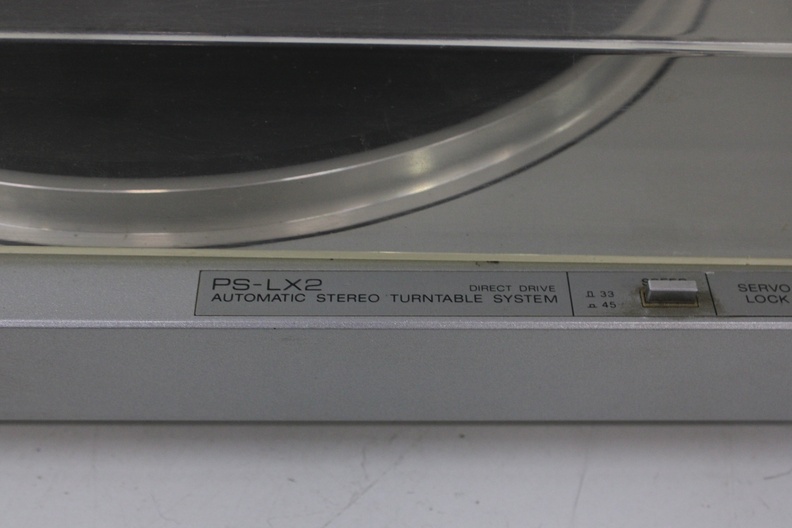 PS-LX2
DIRECT DRIVE
AUTOMATIC STEREO TURNTABLE SYSTEM
33
45
SERVO
LOCK